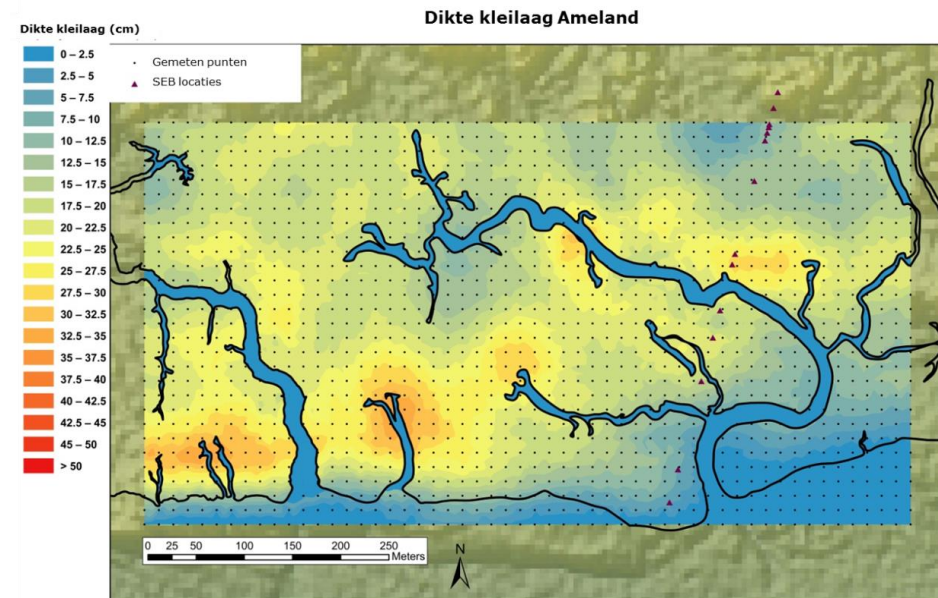 Dikte kleilaag Ameland
Dikte kleilaag (cm)
0 – 2.5
2.5 – 5
5 – 7.5
7.5 – 10
10 – 12.5
12.5 – 15
15 – 17.5
17.5 – 20
20 – 22.5
22.5 – 25
25 – 27.5
27.5 – 30
30 – 32.5
32.5 – 35
35 – 37.5
37.5 – 40
40 – 42.5
42.5 – 45
45 – 50
> 50
Gemeten punten
SEB locaties
0 25 50 100 150 200 250
Meters
N